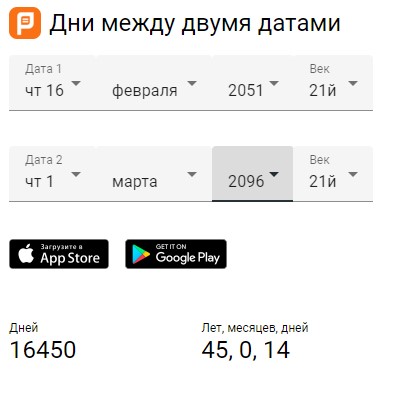 Дни между двумя датами
Дата 1
Век
чт 16 февраля 2051 21й
Дата 2
Век
чт 1 марта 2096 21й
Загрузите в
App Store
GET IT ON
Google Play
Дней
Лет, месяцев, дней
16450
45, 0, 14